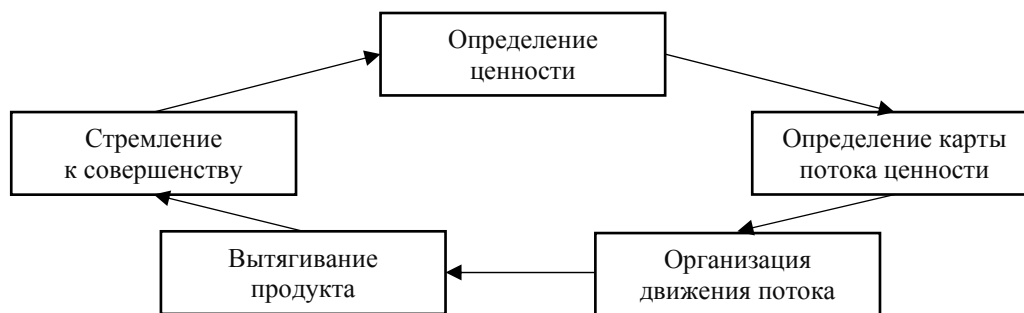 Определение
ценности
Стремление
к совершенству
Определение карты
потока ценности
Вытягивание
продукта
Организация
движения потока